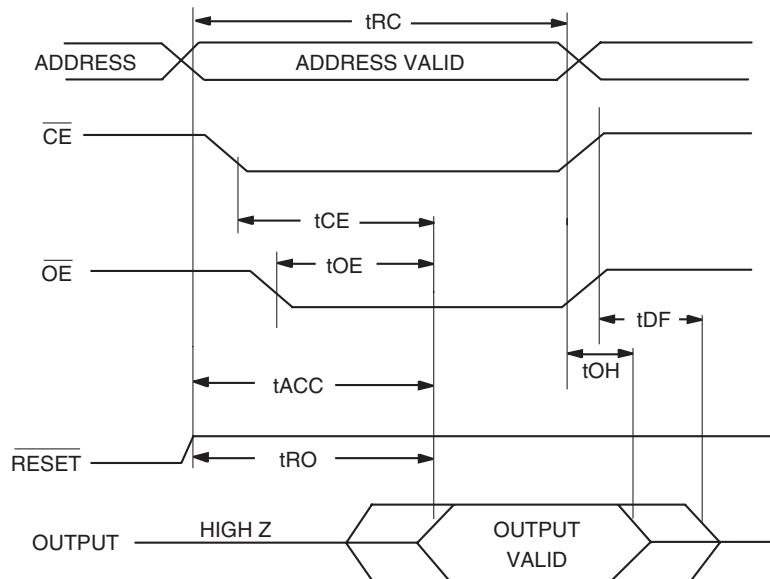 tRC
ADDRESS ADDRESS VALID
CE
tCE
tOE
OE
tDF
tOH
tACC
RESET
tRO
HIGH Z
OUTPUT
OUTPUT
VALID